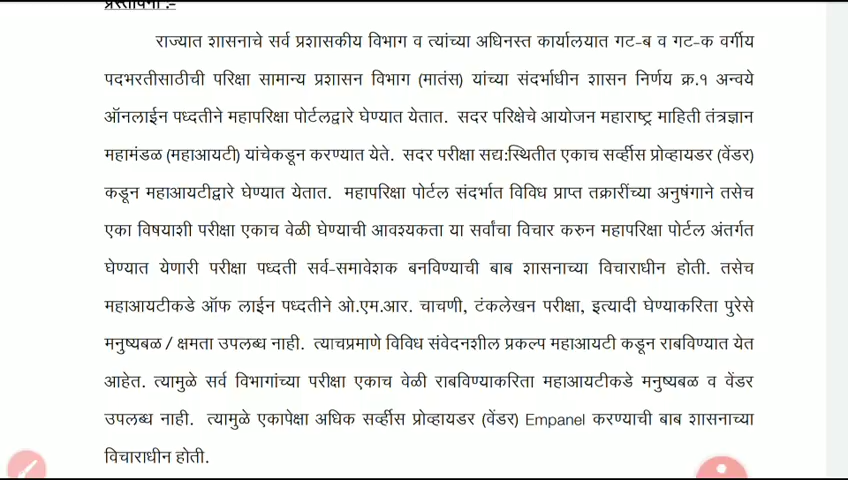 प्रस्तावना :-
राज्यात शासनाचे सर्व प्रशासकीय विभाग व त्यांच्या अधिनस्त कार्यालयात गट-ब व गट-क वर्गीय
पदभरतीसाठीची परिक्षा सामान्य प्रशासन विभाग (मातंस) यांच्या संदर्भाधीन शासन निर्णय क्र.१ अन्वये
ऑनलाईन पध्दतीने महापरिक्षा पोर्टलद्वारे घेण्यात येतात. सदर परिक्षेचे आयोजन महाराष्ट्र माहिती तंत्रज्ञान
महामंडळ (महाआयटी) यांचेकडून करण्यात येते. सदर परीक्षा सद्य:स्थितीत एकाच सर्व्हीस प्रोव्हायडर (वेंडर)
कडून महाआयटीद्वारे घेण्यात येतात. महापरिक्षा पोर्टल संदर्भात विविध प्राप्त तक्रारींच्या अनुषंगाने तसेच
एका विषयाशी परीक्षा एकाच वेळी घेण्याची आवश्यकता या सर्वांचा विचार करुन महापरिक्षा पोर्टल अंतर्गत
घेण्यात येणारी परीक्षा पध्दती सर्व-समावेशक बनविण्याची बाब शासनाच्या विचाराधीन होती. तसेच
महाआयटीकडे ऑफ लाईन पध्दतीने ओ.एम.आर. चाचणी, टंकलेखन परीक्षा, इत्यादी घेण्याकरिता पुरेसे
मनुष्यबळ / क्षमता उपलब्ध नाही. त्याचप्रमाणे विविध संवेदनशील प्रकल्प महाआयटी कडून राबविण्यात येत
आहेत. त्यामुळे सर्व विभागांच्या परीक्षा एकाच वेळी राबविण्याकरिता महाआयटीकडे मनुष्यबळ व वेंडर
उपलब्ध नाही. त्यामुळे एकापेक्षा अधिक सर्व्हीस प्रोव्हायडर (वेंडर) Empanel करण्याची बाब शासनाच्या
विचाराधीन होती.